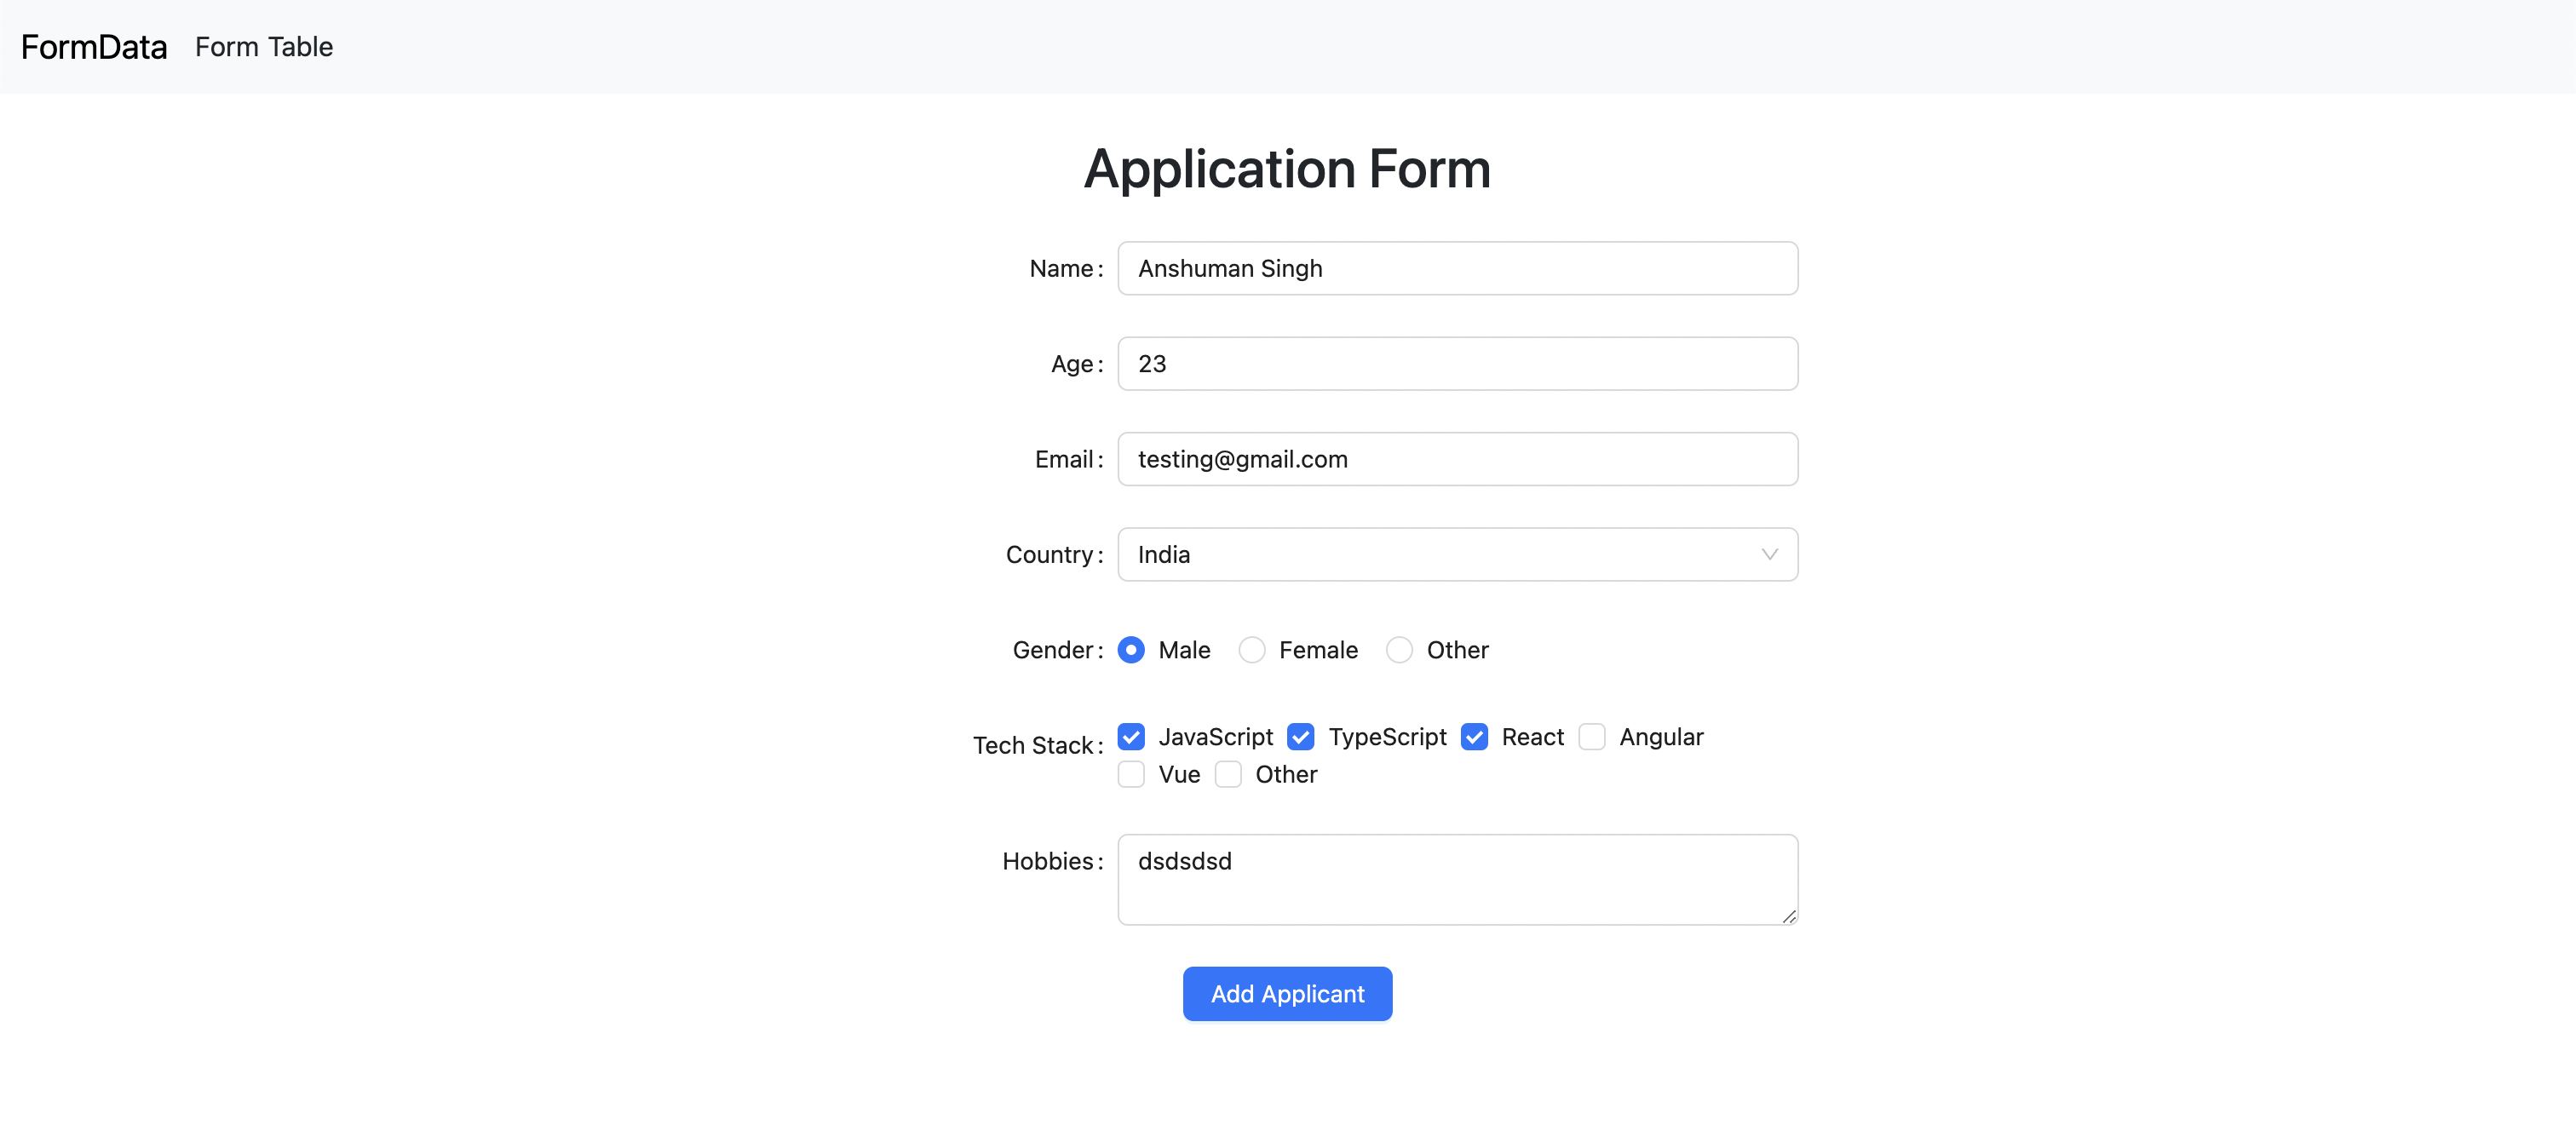 FormData Form Table
Application Form
Name: Anshuman Singh
Age: 23
Email: testing@gmail.com
Country: India
Gender: Male Female Other
Tech Stack: JavaScript TypeScript React Angular
Vue Other
Hobbies: dsdsdsd
Add Applicant